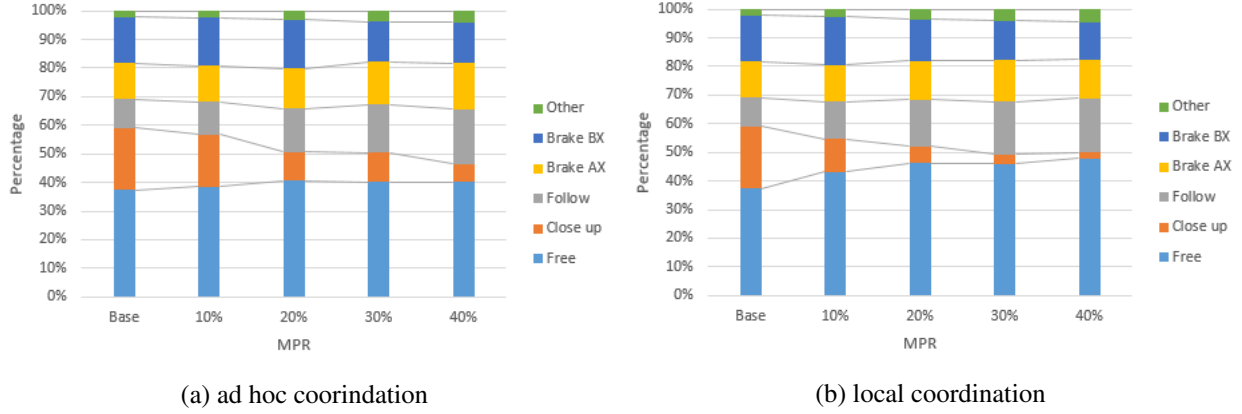 100%
90%
80%
70%
60%
50%
40%
30%
20%
10%
0%
Percentage
Base 10% 20% 30% 40%
MPR
Other
Brake BX
Brake AX
Follow
Close up
Free
(a) ad hoc coorindation
100%
90%
80%
70%
60%
50%
40%
30%
20%
10%
0%
Percentage
Base 10% 20% 30% 40%
MPR
Other
Brake BX
Brake AX
Follow
Close up
Free
(b) local coordination